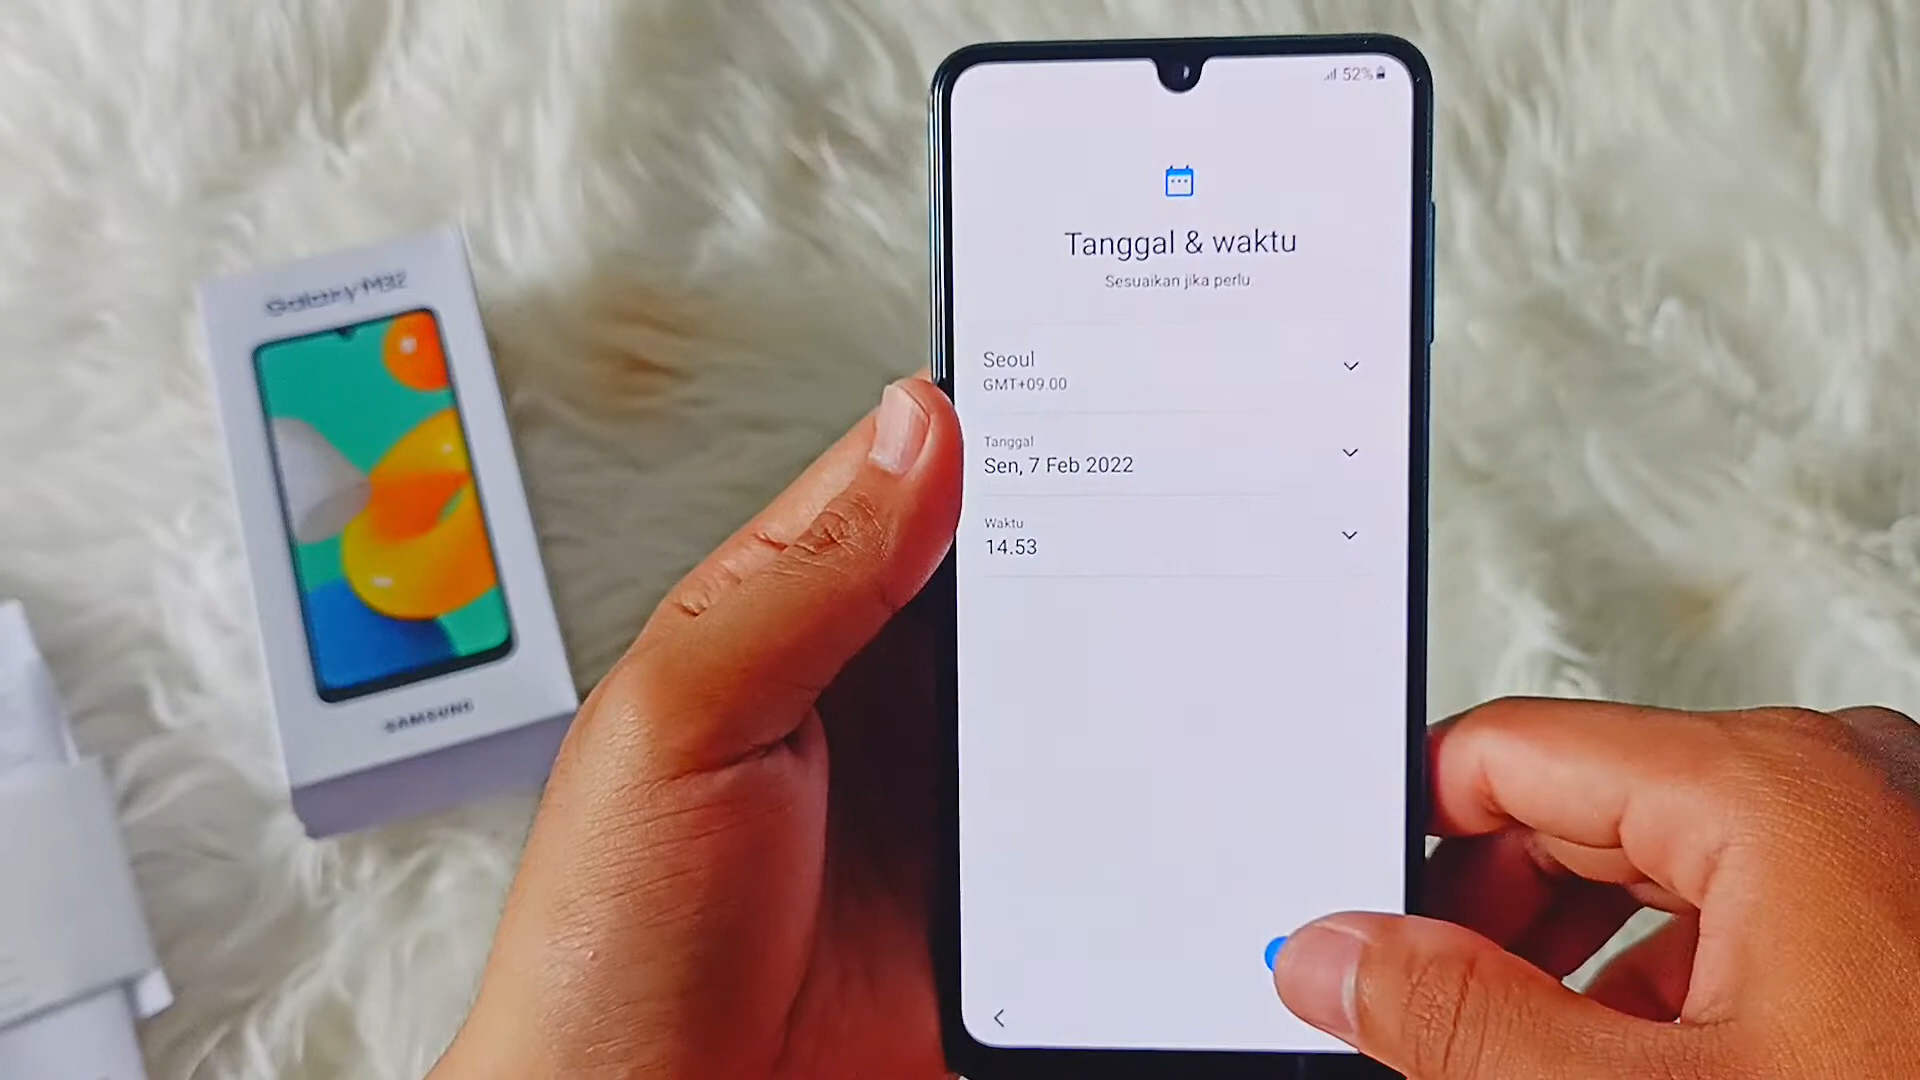 Galaxy M32
SAMSUNG
52%
Tanggal & waktu
Sesuaikan jika perlu.
Seoul
GMT+09.00
Tanggal
Sen, 7 Feb 2022
Waktu
14.53